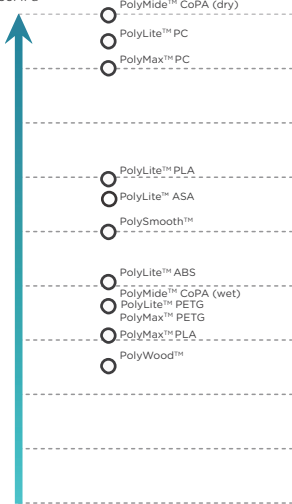 PolyMide™ CoPA (dry)
PolyLite™ PC
PolyMax™ PC
PolyLite™ PLA
PolyLite™ ASA
PolySmooth™
PolyLite™ ABS
PolyMide™ CoPA (wet)
PolyLite™ PETG
PolyMax™ PETG
PolyMax™ PLA
PolyWood™